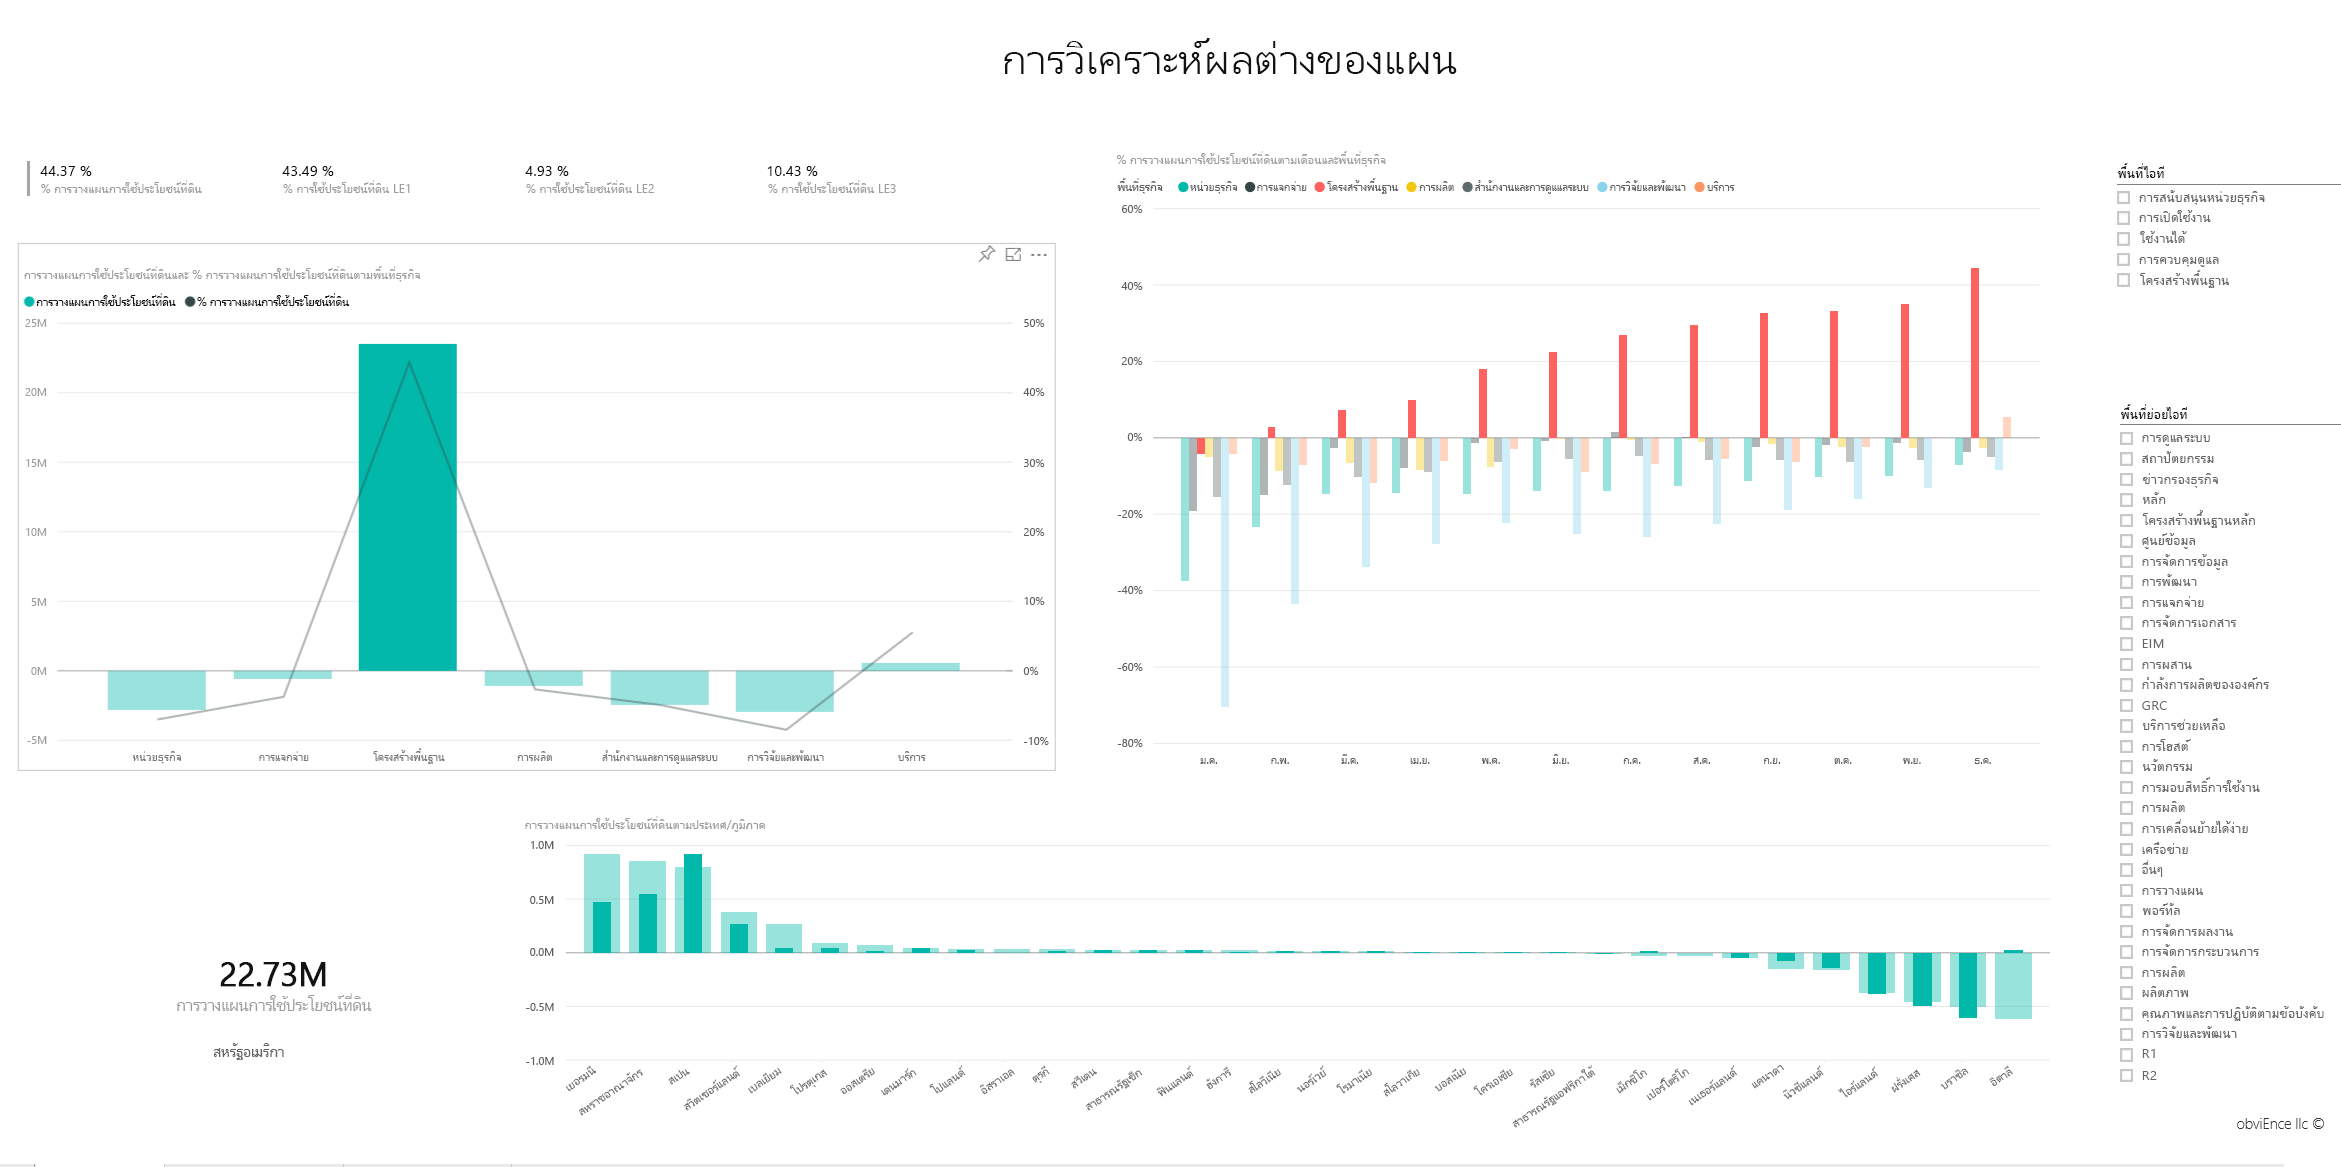 การวิเคราะห์ผลต่างของแผน
44.37 %
% การวางแผนการใช้ประโยชน์ที่ดิน
43.49 %
% การใช้ประโยชน์ที่ดิน LE1
4.93 %
% การใช้ประโยชน์ที่ดิน LE2
10.43 %
% การใช้ประโยชน์ที่ดิน LE3
การวางแผนการใช้ประโยชน์ที่ดินและ % การวางแผนการใช้ประโยชน์ที่ดินตามพื้นที่ธุรกิจ
การวางแผนการใช้ประโยชน์ที่ดิน % การวางแผนการใช้ประโยชน์ที่ดิน
25M 50%
20M 40%
15M 30%
10M 20%
5M 10%
0M 0%
-5M -10%
หน่วยธุรกิจ การแจกจ่าย โครงสร้างพื้นฐาน การผลิต สำนักงานและการดูแลระบบ การวิจัยและพัฒนา บริการ
% การวางแผนการใช้ประโยชน์ที่ดินตามเดือนและพื้นที่ธุรกิจ
พื้นที่ธุรกิจ หน่วยธุรกิจ การแจกจ่าย โครงสร้างพื้นฐาน การผลิต สำนักงานและการดูแลระบบ การวิจัยและพัฒนา บริการ
60%
40%
20%
0%
-20%
-40%
-60%
-80%
ม.ค. ก.พ. มี.ค. เม.ย. พ.ค. มิ.ย. ก.ค. ส.ค. ก.ย. ต.ค. พ.ย. ธ.ค.
22.73M
การวางแผนการใช้ประโยชน์ที่ดิน
สหรัฐอเมริกา
การวางแผนการใช้ประโยชน์ที่ดินตามประเทศ/ภูมิภาค
1.0M
0.5M
0.0M
-0.5M
-1.0M
เยอรมนี สหราชอาณาจักร สเปน สวิตเซอร์แลนด์ เบลเยียม โปรตุเกส ออสเตรีย เดนมาร์ก โปแลนด์ อิสราเอล ตุรกี สวีเดน สาธารณรัฐเช็ก ฟินแลนด์ ฮังการี สโลวีเนีย นอร์เวย์ โรมาเนีย สโลวาเกีย บอสเนีย โครเอเชีย รัสเซีย สาธารณรัฐแอฟริกาใต้ เม็กซิโก เปอร์โตริโก เนเธอร์แลนด์ แคนาดา นิวซีแลนด์ ไอร์แลนด์ ฝรั่งเศส บราซิล อิตาลี
พื้นที่ไอที
การสนับสนุนหน่วยธุรกิจ
การเปิดใช้งาน
ใช้งานได้
การควบคุมดูแล
โครงสร้างพื้นฐาน
พื้นที่ย่อยไอที
การดูแลระบบ
สถาปัตยกรรม
ข่าวกรองธุรกิจ
หลัก
โครงสร้างพื้นฐานหลัก
ศูนย์ข้อมูล
การจัดการข้อมูล
การพัฒนา
การแจกจ่าย
การจัดการเอกสาร
EIM
การผสาน
กำลังการผลิตขององค์กร
GRC
บริการช่วยเหลือ
การโฮสต์
นวัตกรรม
การมอบสิทธิ์การใช้งาน
การผลิต
การเคลื่อนย้ายได้ง่าย
เครือข่าย
อื่นๆ
การวางแผน
พอร์ทัล
การจัดการผลงาน
การจัดการกระบวนการ
การผลิต
ผลิตภาพ
คุณภาพและการปฏิบัติตามข้อบังคับ
การวิจัยและพัฒนา
R1
R2
obviEnce llc ©